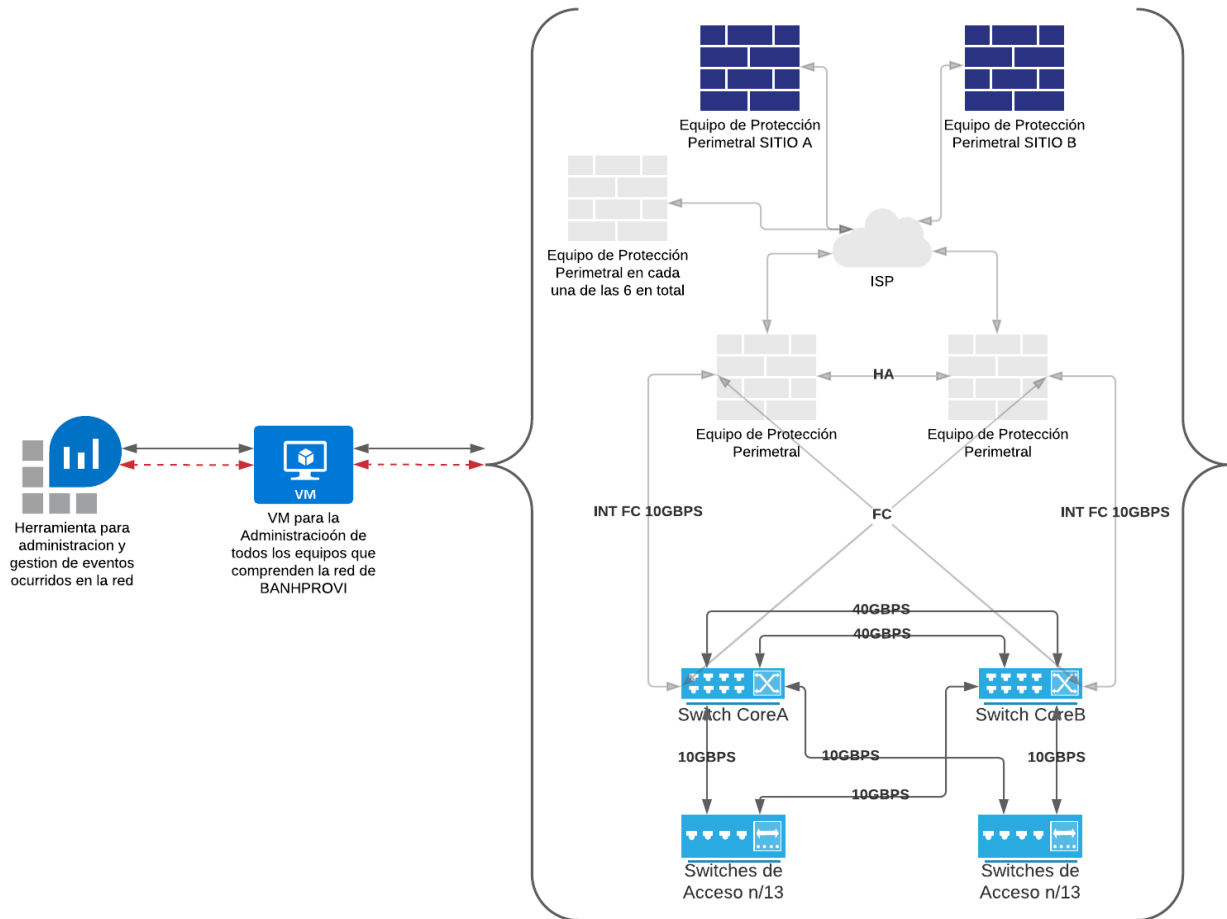 Equipo de Protección
Perimetral SITIO A
Equipo de Protección
Perimetral SITIO B
Equipo de Protección
Perimetral en cada
una de las 6 en total
ISP
HA
Equipo de Protección
Perimetral
Equipo de Protección
Perimetral
INT FC 10GBPS
FC
INT FC 10GBPS
VM
Herramienta para
administracion y
gestion de eventos
ocurridos en la red
VM para la
Administracioón de
todos los equipos que
comprenden la red de
BANHPROVI
40GBPS
40GBPS
Switch CoreA
Switch CoreB
10GBPS
10GBPS
10GBPS
10GBPS
Switches de
Acceso n/13
Switches de
Acceso n/13